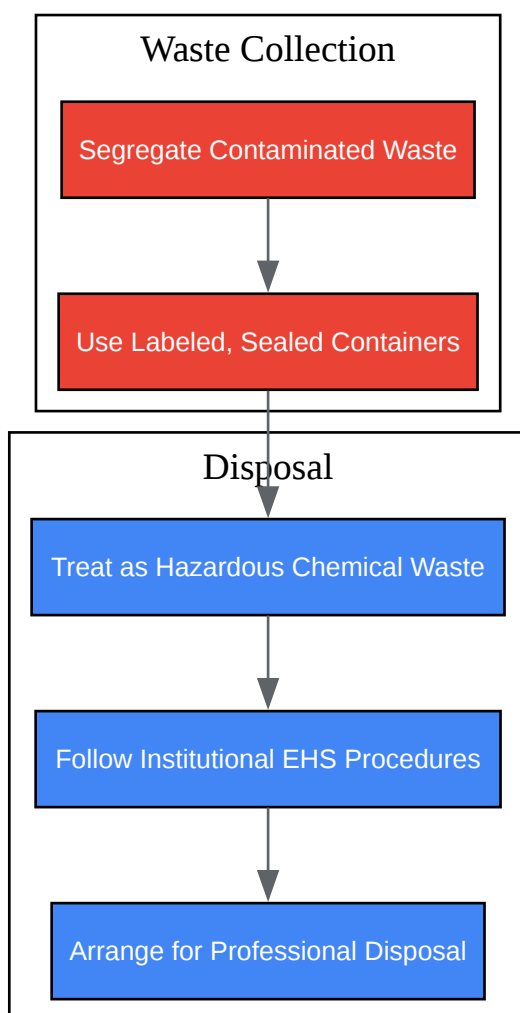 Waste Collection
Segregate Contaminated Waste
Use Labeled, Sealed Containers
Disposal
Treat as Hazardous Chemical Waste
Follow Institutional EHS Procedures
Arrange for Professional Disposal